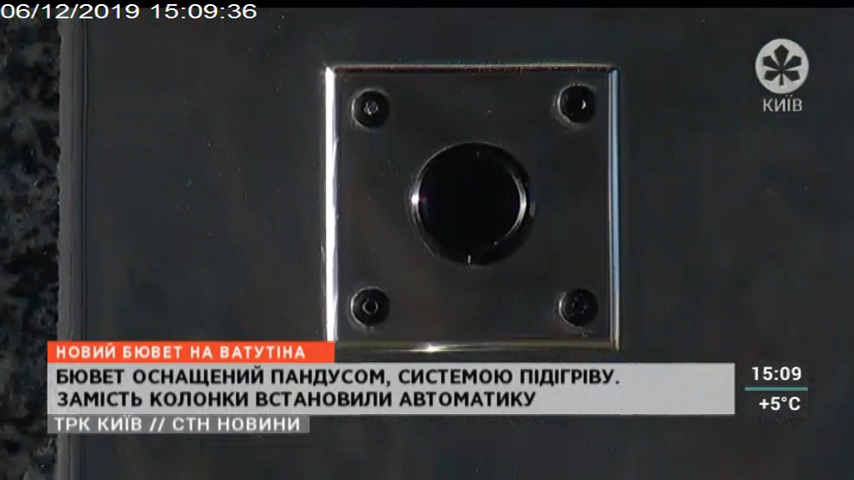 06/12/2019 15:09:36
КИЇВ
НОВИЙ БЮВЕТ НА ВАТУТІНА
БЮВЕТ ОСНАЩЕНИЙ ПАНДУСОМ, СИСТЕМОЮ ПІДІГРІВУ.
ЗАМІСТЬ КОЛОНКИ ВСТАНОВИЛИ АВТОМАТИКУ
15:09
+5°C
ТРК КИЇВ // СТН НОВИНИ